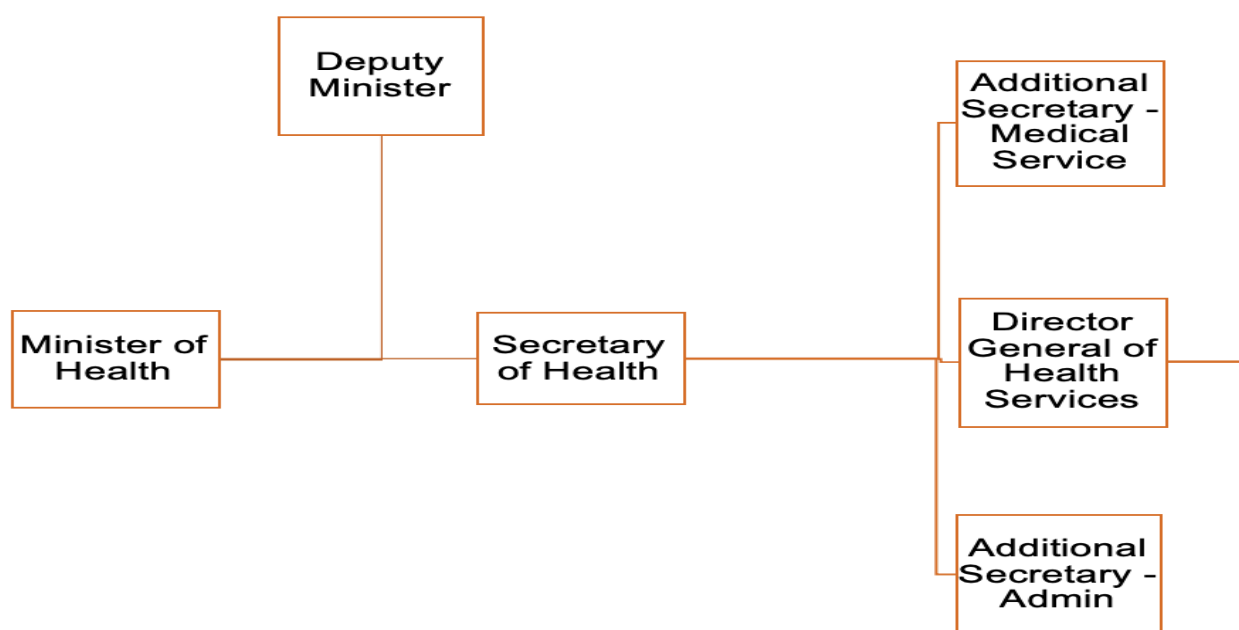 Deputy
Minister
Minister of
Health
Secretary
of Health
Additional
Secretary -
Medical
Service
Director
General of
Health
Services
Additional
Secretary -
Admin